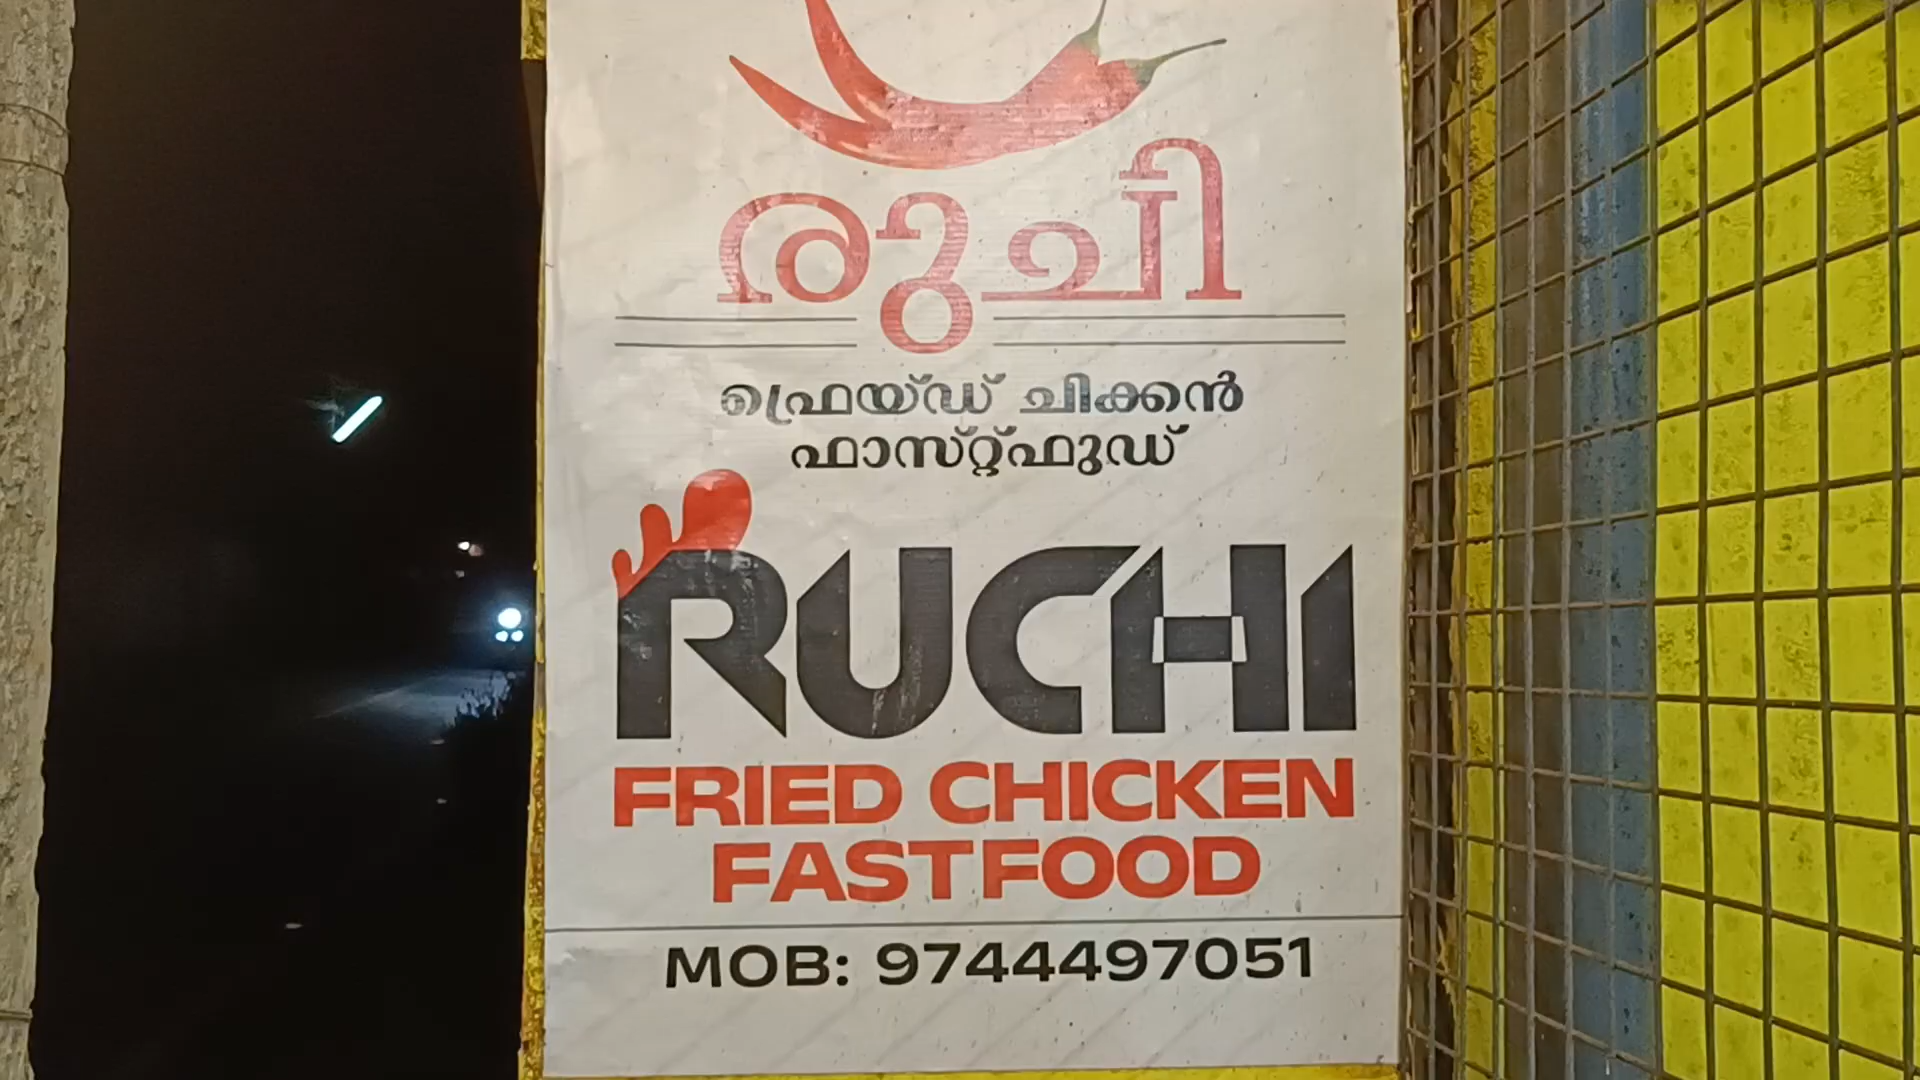 രുചി
ഫ്രെയ്ഡ് ചിക്കൻ
ഫാസ്റ്റ്ഫുഡ്
RUCHI
FRIED CHICKEN
FASTFOOD
MOB: 9744497051